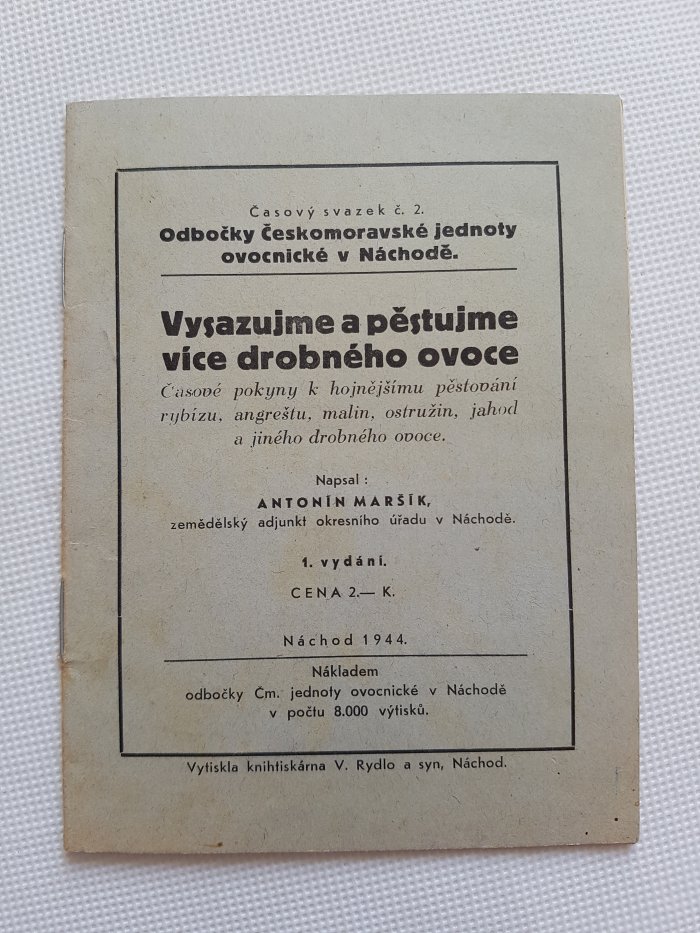 Časový svazek č. 2.
Odbočky Českomoravské jednoty
ovocnické v Náchodě.
Vysazujme a pěstujme
více drobného ovoce
Časové pokyny k hojnějšímu pěstování
rybízu, angreštu, malin, ostružin, jahod
a jiného drobného ovoce.
Napsal :
ANTONÍN MARŠÍK,
zemědělský adjunkt okresního úřadu v Náchodě.
1. vydání.
CENA 2.— K.
Náchod 1944.
Nákladem
odbočky Čm. jednoty ovocnické v Náchodě
v počtu 8.000 výtisků.
Vytiskla knihtiskárna V. Rydlo a syn, Náchod.